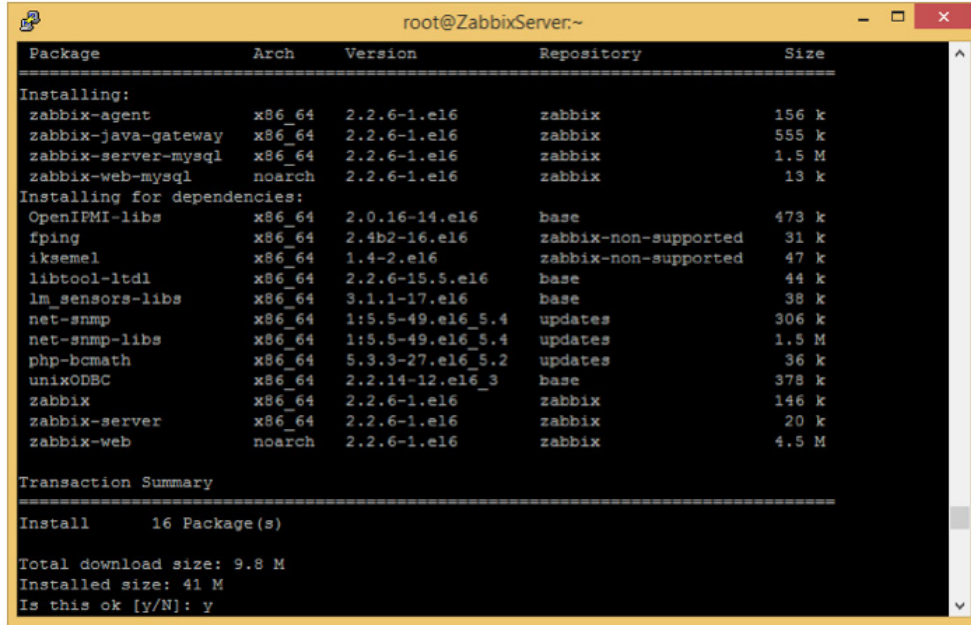 root@ZabbixServer:~
Package Arch Version Repository Size
================================================================================
Installing:
zabbix-agent x86_64 2.2.6-1.el6 zabbix 156 k
zabbix-java-gateway x86_64 2.2.6-1.el6 zabbix 555 k
zabbix-server-mysql x86_64 2.2.6-1.el6 zabbix 1.5 M
zabbix-web-mysql noarch 2.2.6-1.el6 zabbix 13 k
Installing for dependencies:
OpenIPMI-libs x86_64 2.0.16-14.el6 base 473 k
fping x86_64 2.4b2-16.el6 zabbix-non-supported 31 k
iksemel x86_64 1.4-2.el6 zabbix-non-supported 47 k
libtool-ltdl x86_64 2.2.6-15.5.el6 base 44 k
lm_sensors-libs x86_64 3.1.1-17.el6 base 38 k
net-snmp x86_64 1:5.5-49.el6_5.4 updates 306 k
net-snmp-libs x86_64 1:5.5-49.el6_5.4 updates 1.5 M
php-bcmath x86_64 5.3.3-27.el6_5.2 updates 36 k
unixODBC x86_64 2.2.14-12.el6_3 base 378 k
zabbix x86_64 2.2.6-1.el6 zabbix 146 k
zabbix-server x86_64 2.2.6-1.el6 zabbix 20 k
zabbix-web noarch 2.2.6-1.el6 zabbix 4.5 M
Transaction Summary
================================================================================
Install 16 Package(s)
Total download size: 9.8 M
Installed size: 41 M
Is this ok [y/N]: y